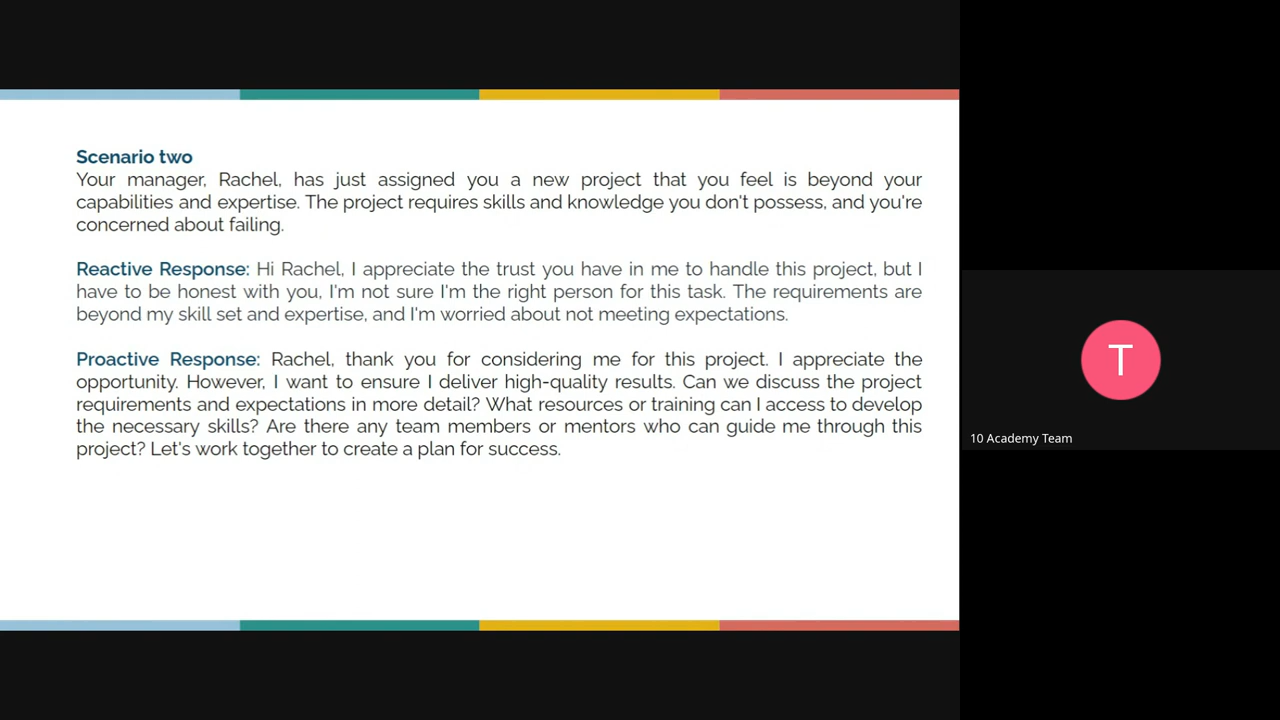 Scenario two
Your manager, Rachel, has just assigned you a new project that you feel is beyond your
capabilities and expertise. The project requires skills and knowledge you don't possess, and you're
concerned about failing.
Reactive Response: Hi Rachel, I appreciate the trust you have in me to handle this project, but I
have to be honest with you, I'm not sure I'm the right person for this task. The requirements are
beyond my skill set and expertise, and I'm worried about not meeting expectations.
Proactive Response: Rachel, thank you for considering me for this project. I appreciate the
opportunity. However, I want to ensure I deliver high-quality results. Can we discuss the project
requirements and expectations in more detail? What resources or training can I access to develop
the necessary skills? Are there any team members or mentors who can guide me through this
project? Let's work together to create a plan for success.
T
10 Academy Team